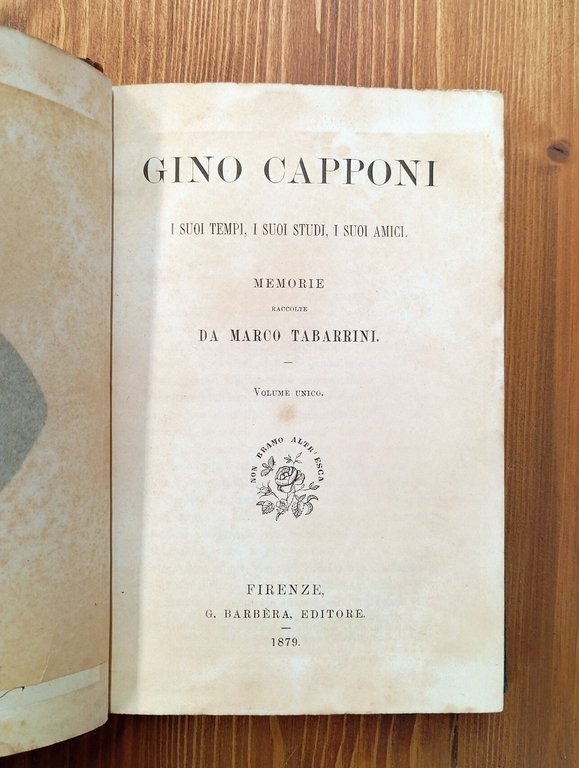 GINO CAPPONI
I SUOI TEMPI, I SUOI STUDI, I SUOI AMICI.
MEMORIE
RACCOLTE
DA MARCO TABARRINI.
VOLUME UNICO.
NON BRAMO ALTR' ESCA
FIRENZE,
G. BARBÈRA, EDITORE.
1879.